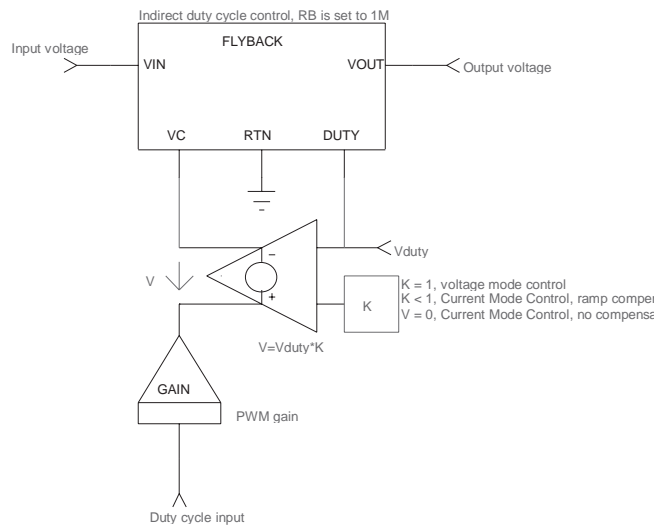 Indirect duty cycle control, RB is set to 1M
FLYBACK
Input voltage
VIN
VOUT
Output voltage
VC
RTN
DUTY
Vduty
V
K
K = 1, voltage mode control
K < 1, Current Mode Control, ramp comper
V = 0, Current Mode Control, no compensa
V=Vduty*K
GAIN
PWM gain
Duty cycle input